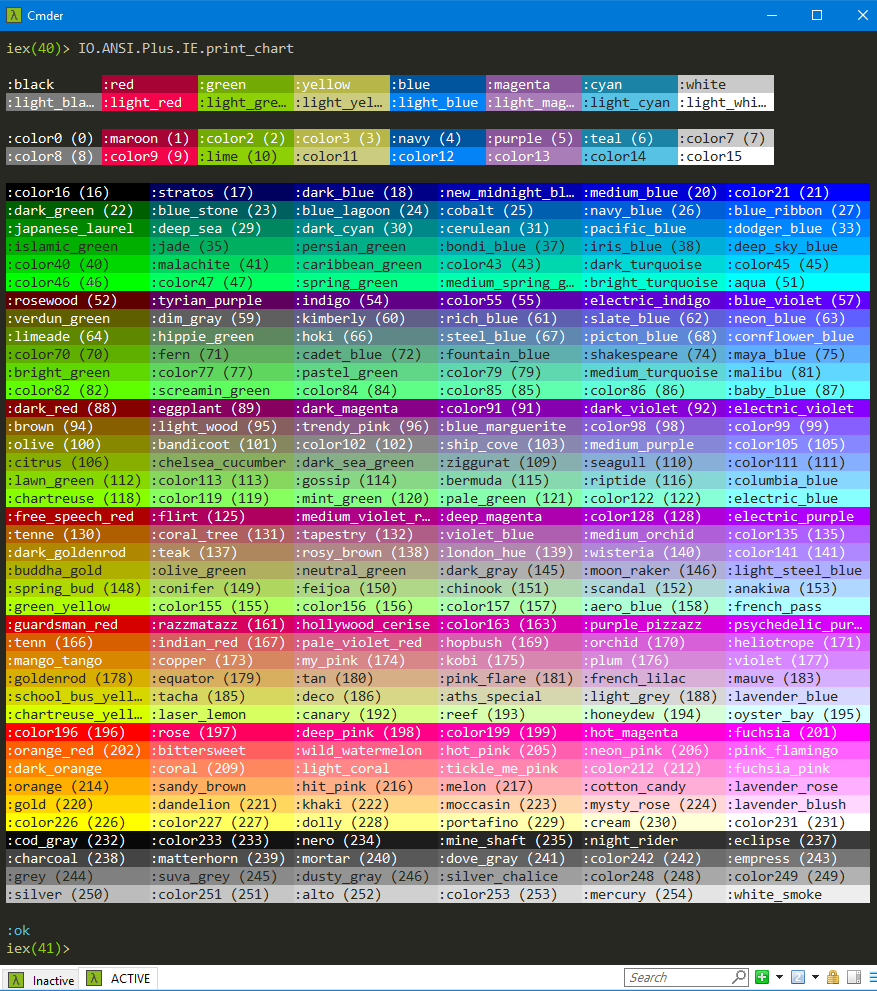 Cmder
iex(40)> IO.ANSI.Plus.IE.print_chart
:black :red :green :yellow :blue :magenta :cyan :white
:light_bla… :light_red :light_gre… :light_yel… :light_blue :light_mag… :light_cyan :light_whi…
:color0 (0) :maroon (1) :color2 (2) :color3 (3) :navy (4) :purple (5) :teal (6) :color7 (7)
:color8 (8) :color9 (9) :lime (10) :color11 :color12 :color13 :color14 :color15
:color16 (16) :stratos (17) :dark_blue (18) :new_midnight_bl… :medium_blue (20) :color21 (21)
:dark_green (22) :blue_stone (23) :blue_lagoon (24) :cobalt (25) :navy_blue (26) :blue_ribbon (27)
:japanese_laurel :deep_sea (29) :dark_cyan (30) :cerulean (31) :pacific_blue :dodger_blue (33)
:islamic_green :jade (35) :persian_green :bondi_blue (37) :iris_blue (38) :deep_sky_blue
:color40 (40) :malachite (41) :caribbean_green :color43 (43) :dark_turquoise :color45 (45)
:color46 (46) :color47 (47) :spring_green :medium_spring_g… :bright_turquoise :aqua (51)
:rosewood (52) :tyrian_purple :indigo (54) :color55 (55) :electric_indigo :blue_violet (57)
:verdun_green :dim_gray (59) :kimberly (60) :rich_blue (61) :slate_blue (62) :neon_blue (63)
:limeade (64) :hippie_green :hoki (66) :steel_blue (67) :picton_blue (68) :cornflower_blue
:color70 (70) :fern (71) :cadet_blue (72) :fountain_blue :shakespeare (74) :maya_blue (75)
:bright_green :color77 (77) :pastel_green :color79 (79) :medium_turquoise :malibu (81)
:color82 (82) :screamin_green :color84 (84) :color85 (85) :color86 (86) :baby_blue (87)
:dark_red (88) :eggplant (89) :dark_magenta :color91 (91) :dark_violet (92) :electric_violet
:brown (94) :light_wood (95) :trendy_pink (96) :blue_marguerite :color98 (98) :color99 (99)
:olive (100) :bandicoot (101) :color102 (102) :ship_cove (103) :medium_purple :color105 (105)
:citrus (106) :chelsea_cucumber :dark_sea_green :ziggurat (109) :seagull (110) :color111 (111)
:lawn_green (112) :color113 (113) :gossip (114) :bermuda (115) :riptide (116) :columbia_blue
:chartreuse (118) :color119 (119) :mint_green (120) :pale_green (121) :color122 (122) :electric_blue
:free_speech_red :flirt (125) :medium_violet_r… :deep_magenta :color128 (128) :electric_purple
:tenne (130) :coral_tree (131) :tapestry (132) :violet_blue :medium_orchid :color135 (135)
:dark_goldenrod :teak (137) :rosy_brown (138) :london_hue (139) :wisteria (140) :color141 (141)
:buddha_gold :olive_green :neutral_green :dark_gray (145) :moon_raker (146) :light_steel_blue
:spring_bud (148) :conifer (149) :feijoa (150) :chinook (151) :scandal (152) :anakiwa (153)
:green_yellow :color155 (155) :color156 (156) :color157 (157) :aero_blue (158) :french_pass
:guardsman_red :razzmatazz (161) :hollywood_cerise :color163 (163) :purple_pizzazz :psychedelic_pur…
:tenn (166) :indian_red (167) :pale_violet_red :hopbush (169) :orchid (170) :heliotrope (171)
:mango_tango :copper (173) :my_pink (174) :kobi (175) :plum (176) :violet (177)
:goldenrod (178) :equator (179) :tan (180) :pink_flare (181) :french_lilac :mauve (183)
:school_bus_yell… :tacha (185) :deco (186) :aths_special :light_grey (188) :lavender_blue
:chartreuse_yell… :laser_lemon :canary (192) :reef (193) :honeydew (194) :oyster_bay (195)
:color196 (196) :rose (197) :deep_pink (198) :color199 (199) :hot_magenta :fuchsia (201)
:orange_red (202) :bittersweet :wild_watermelon :hot_pink (205) :neon_pink (206) :pink_flamingo
:dark_orange :coral (209) :light_coral :tickle_me_pink :color212 (212) :fuchsia_pink
:orange (214) :sandy_brown :hit_pink (216) :melon (217) :cotton_candy :lavender_rose
:gold (220) :dandelion (221) :khaki (222) :moccasin (223) :mysty_rose (224) :lavender_blush
:color226 (226) :color227 (227) :dolly (228) :portafino (229) :cream (230) :color231 (231)
:cod_gray (232) :color233 (233) :nero (234) :mine_shaft (235) :night_rider :eclipse (237)
:charcoal (238) :matterhorn (239) :mortar (240) :dove_gray (241) :color242 (242) :empress (243)
:grey (244) :suva_grey (245) :dusty_gray (246) :silver_chalice :color248 (248) :color249 (249)
:silver (250) :color251 (251) :alto (252) :color253 (253) :mercury (254) :white_smoke
:ok
iex(41)>
Inactive ACTIVE Search